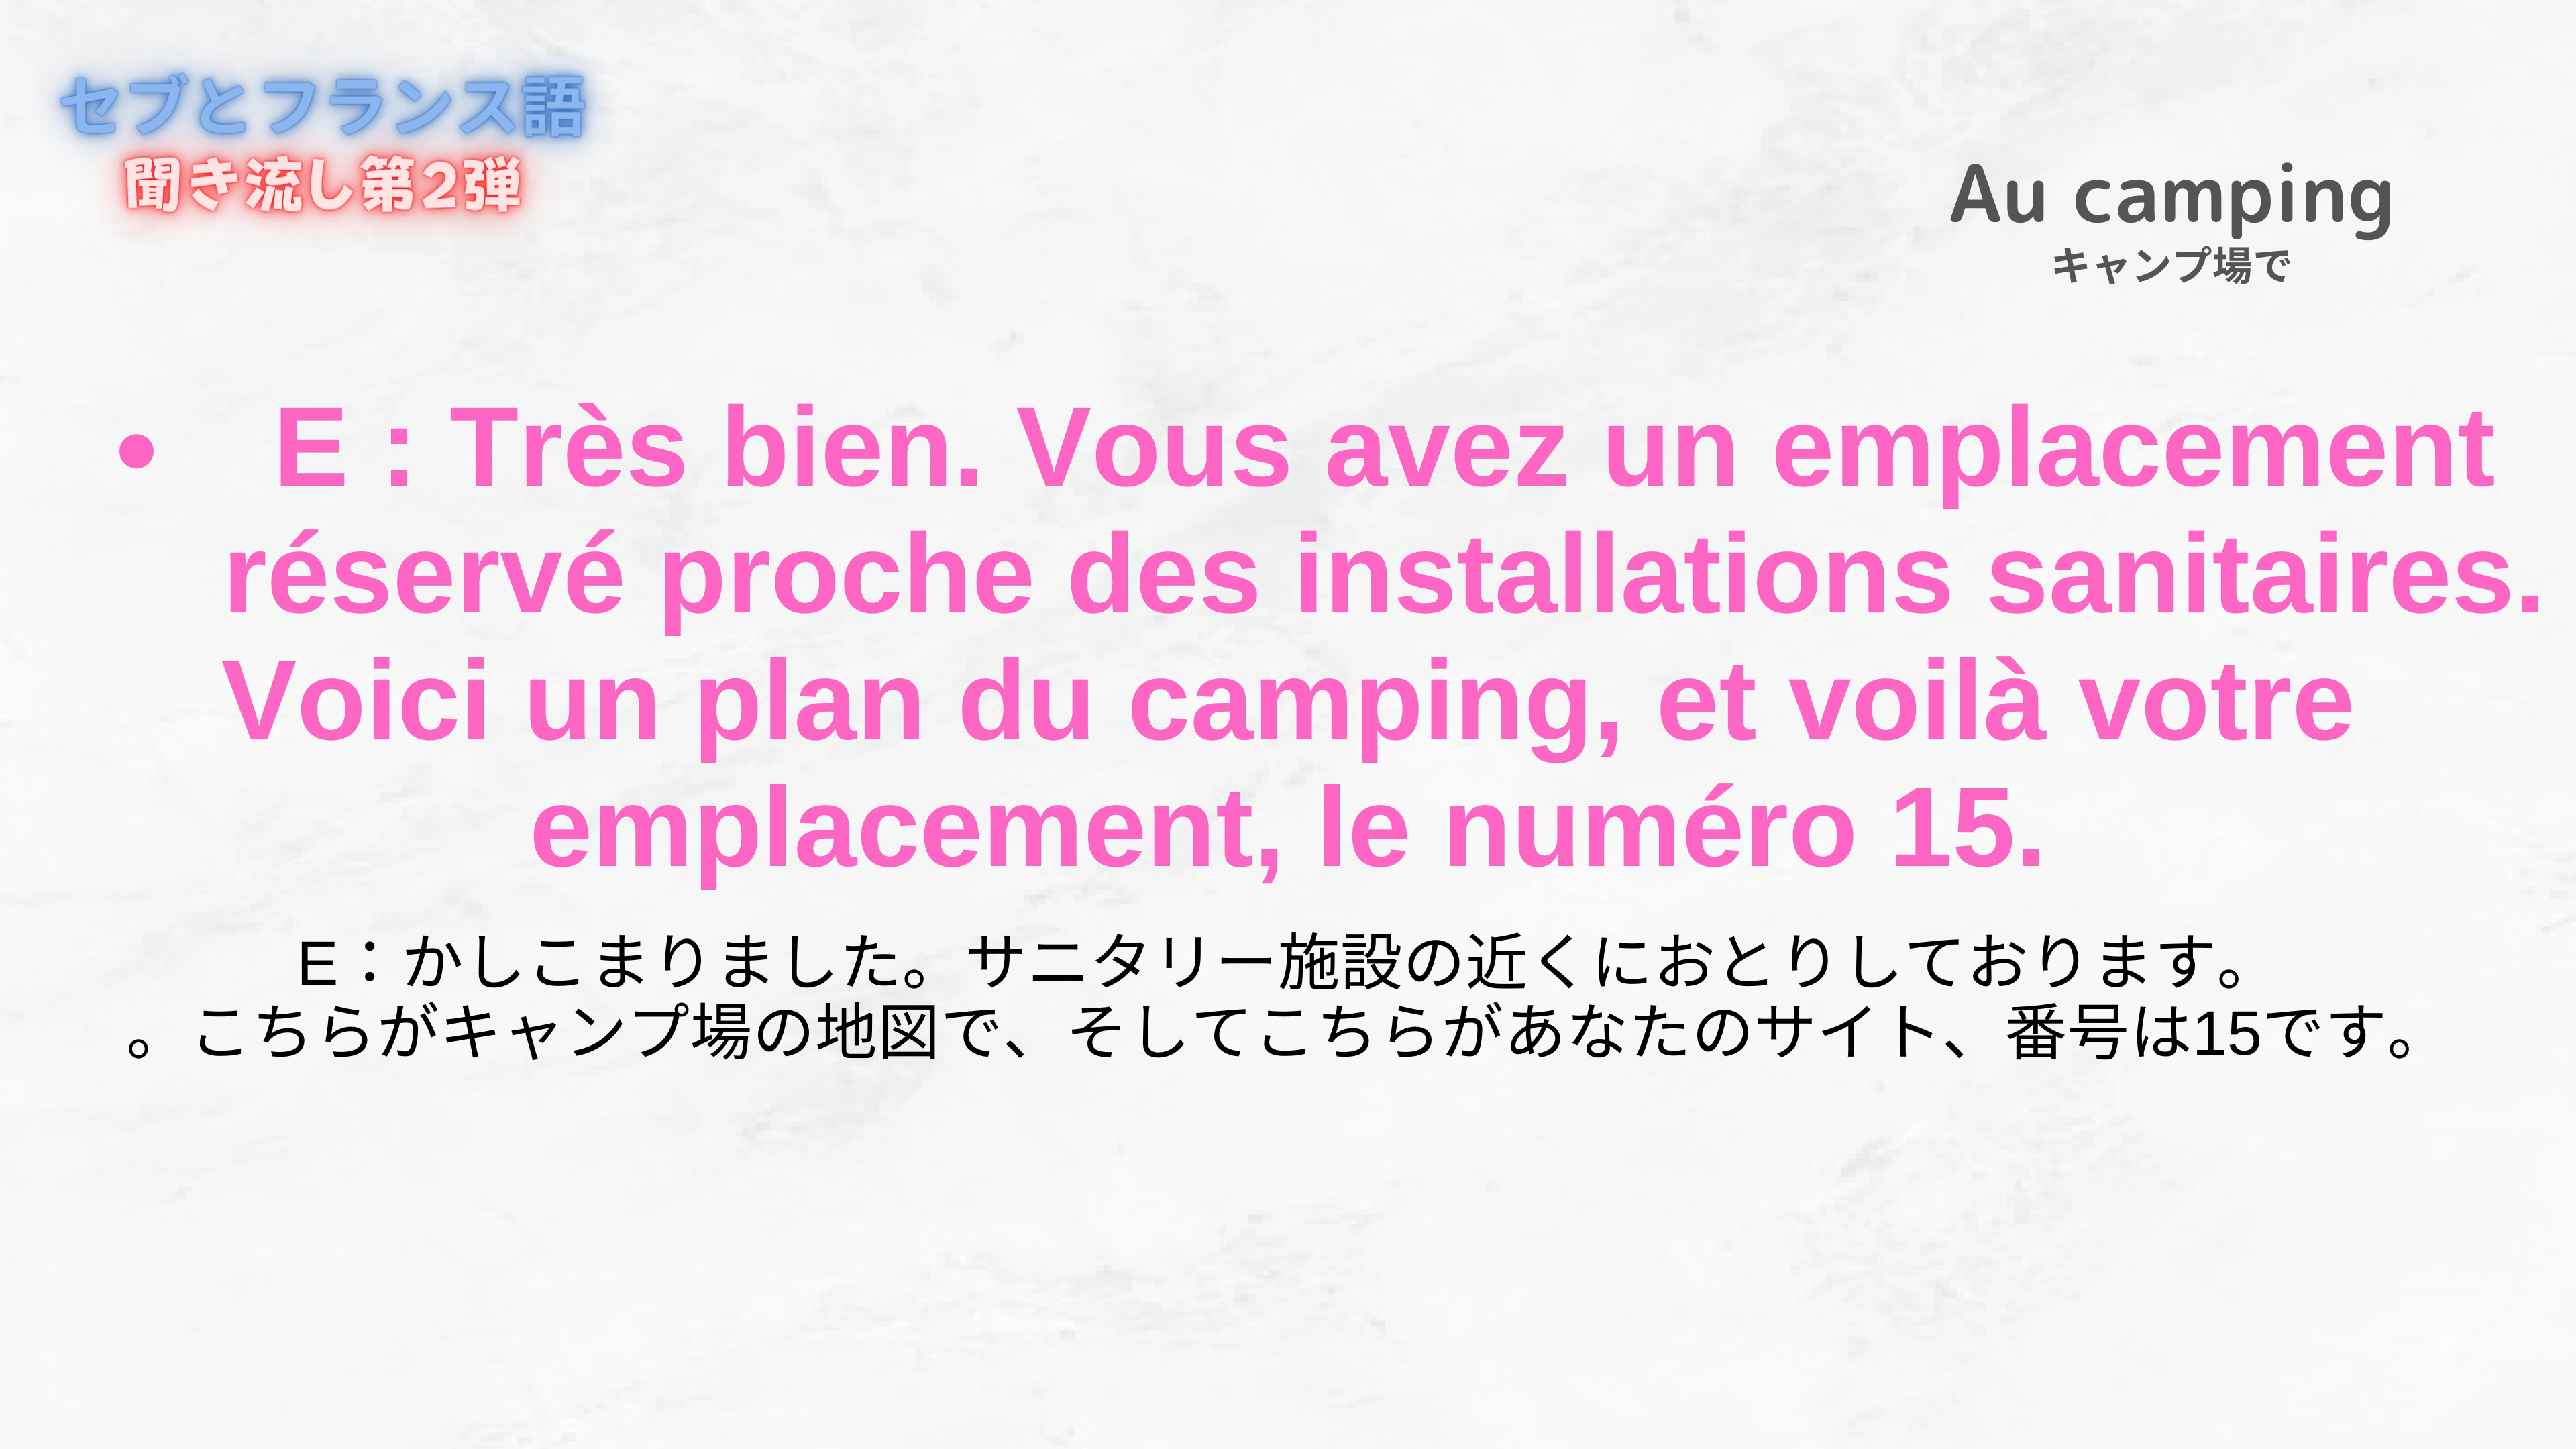 セブとフランス語
聞き流し第2弾
Au camping
キャンプ場で
• E : Très bien. Vous avez un emplacement
réservé proche des installations sanitaires.
Voici un plan du camping, et voilà votre
emplacement, le numéro 15.
E：かしこまりました。サニタリー施設の近くにおとりしております。
。こちらがキャンプ場の地図で、そしてこちらがあなたのサイト、番号は15です。